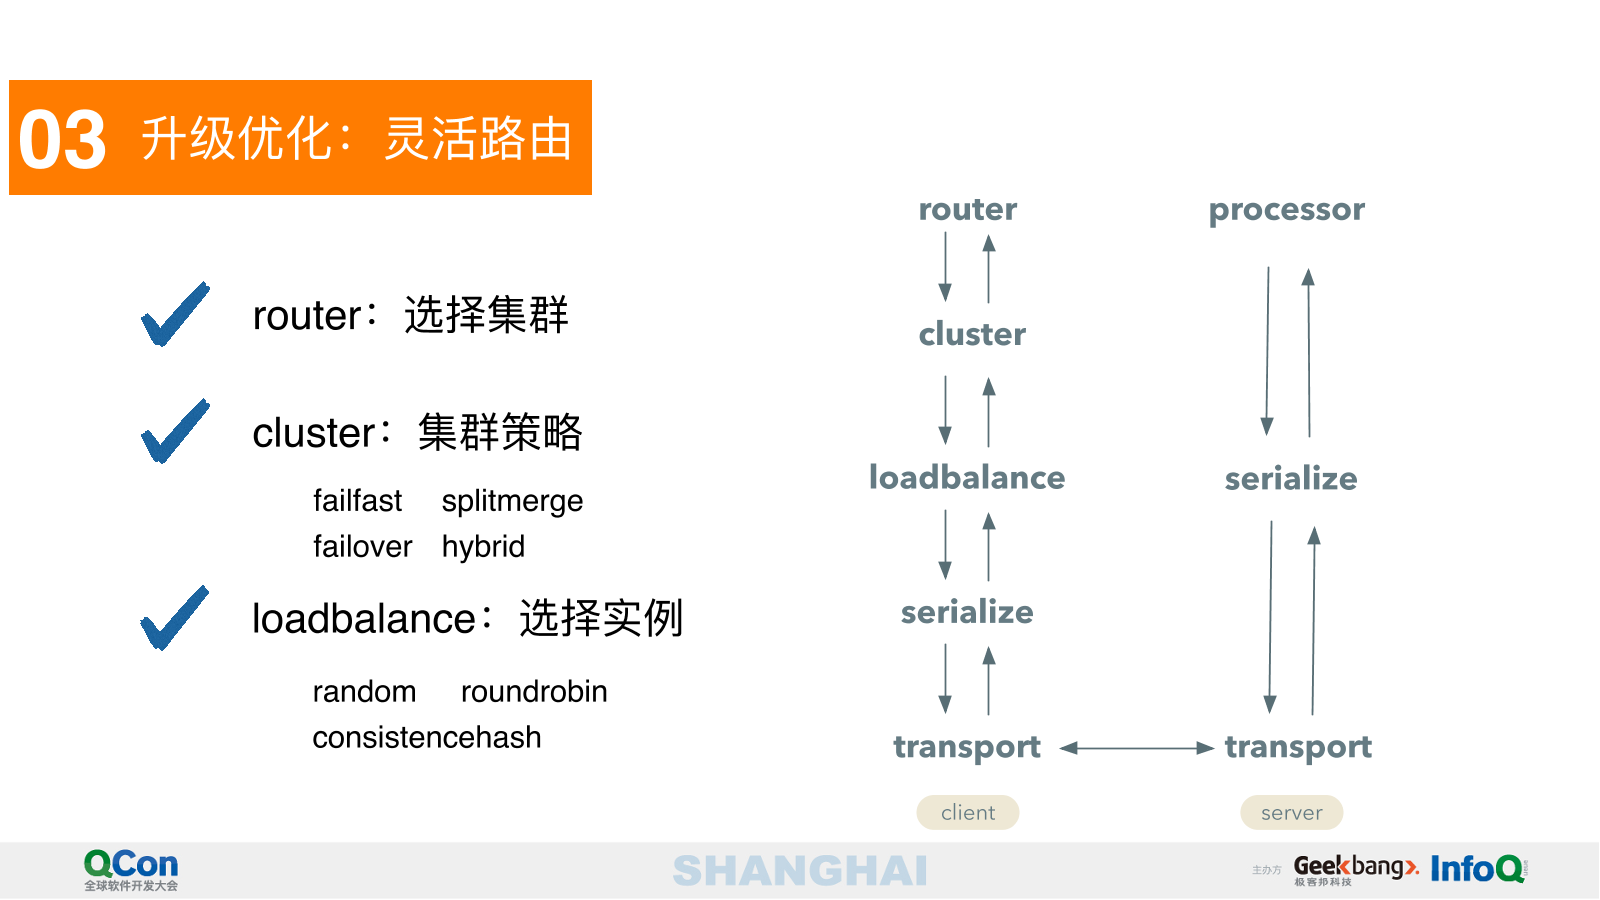 03 升级优化：灵活路由
router：选择集群
cluster：集群策略
failfast splitmerge
failover hybrid
loadbalance：选择实例
random roundrobin
consistencehash
router processor
cluster
loadbalance serialize
serialize
transport transport
client server
QCon
全球软件开发大会
SHANGHAI
主办方 Geekbang>.
极客邦科技
InfoQ